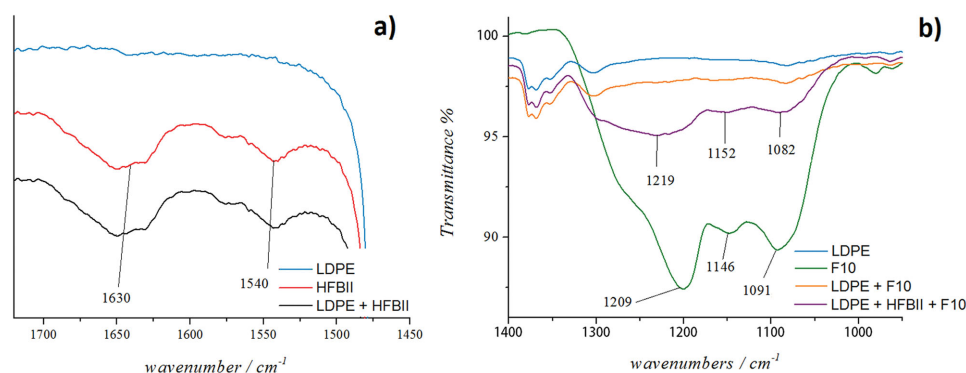 a)
1630
1540
LDPE
HFBII
LDPE + HFBII
1700
1650
1600
1550
1500
1450
wavenumber / cm-1
b)
100
95
90
Transmittance %
1219
1152
1082
1209
1146
1091
LDPE
F10
LDPE + F10
LDPE + HFBII + F10
1400
1300
1200
1100
1000
wavenumbers / cm-1